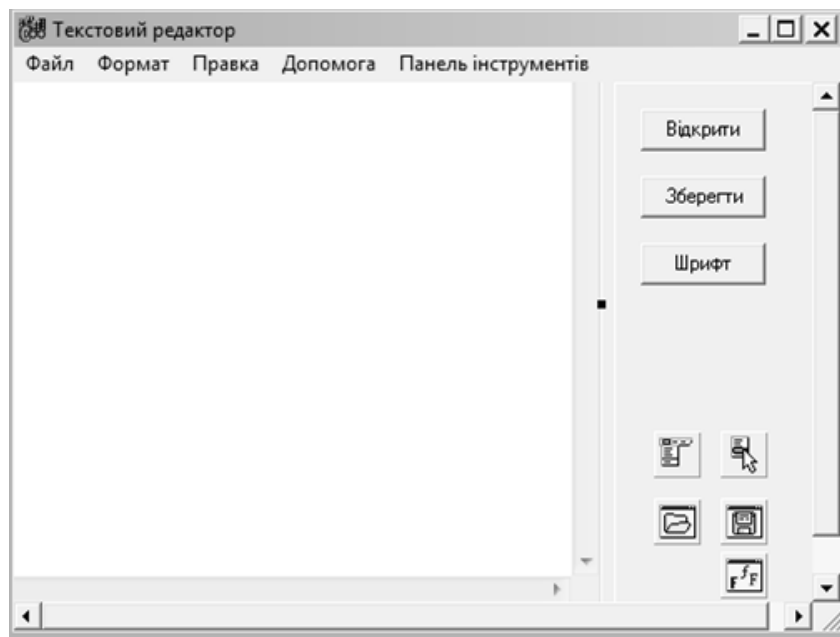 Текстовий редактор
Файл Формат Правка Допомога Панель інструментів
Відкрити
Зберегти
Шрифт
F f F